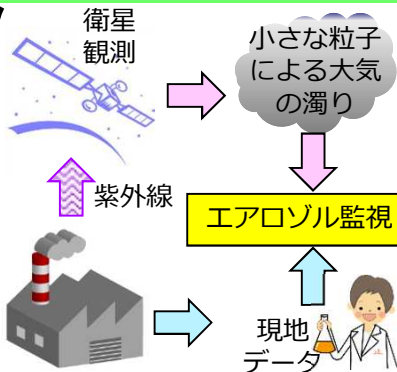 衛星
観測
小さな粒子
による大気
の濁り
紫外線
エアロゾル監視
現地
データ